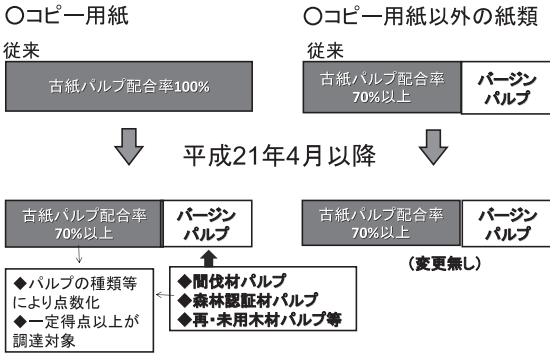 〇コピー用紙
〇コピー用紙以外の紙類
従来
従来
古紙パルプ配合率100%
古紙パルプ配合率
70%以上
バージン
パルプ
平成21年4月以降
古紙パルプ配合率
70%以上
バージン
パルプ
古紙パルプ配合率
70%以上
バージン
パルプ
(変更無し)
◆パルプの種類等
により点数化
◆一定得点以上が
調達対象
◆間伐材パルプ
◆森林認証材パルプ
◆再・未用木材パルプ等